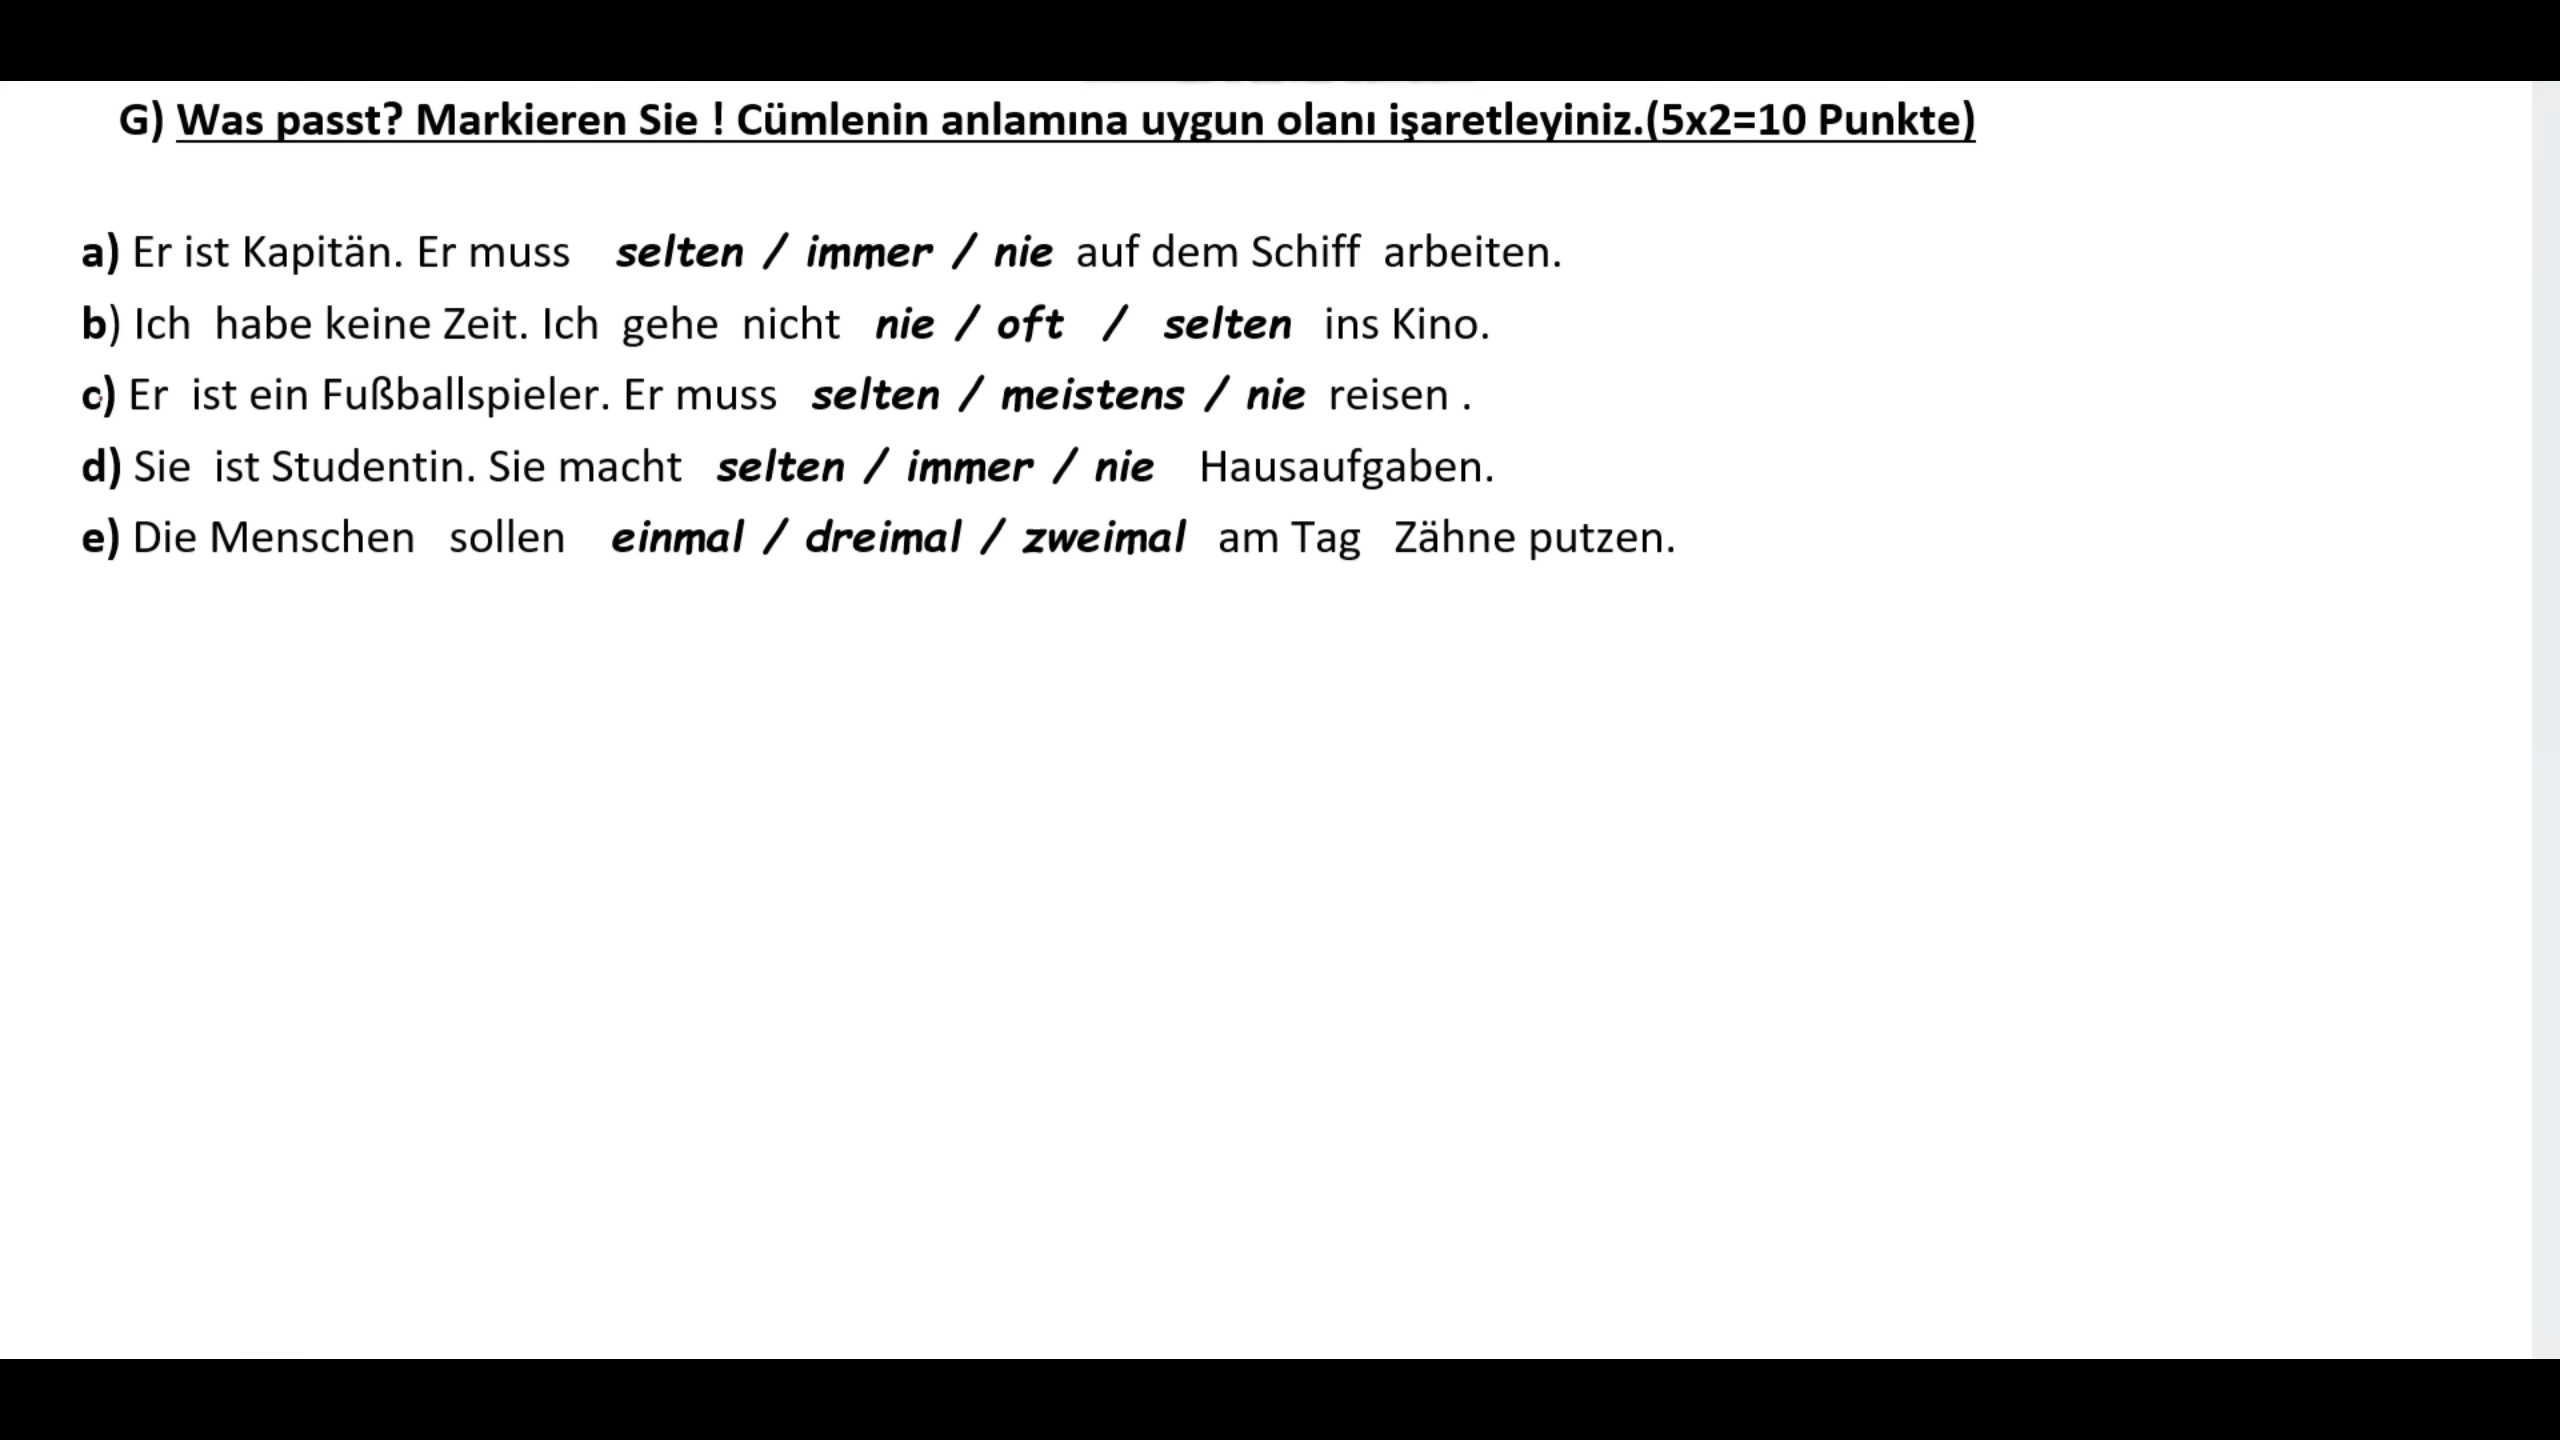 G) Was passt? Markieren Sie ! Cümlenin anlamına uygun olanı işaretleyiniz.(5x2=10 Punkte)
a) Er ist Kapitän. Er muss selten / immer / nie auf dem Schiff arbeiten.
b) Ich habe keine Zeit. Ich gehe nicht nie / oft / selten ins Kino.
c) Er ist ein Fußballspieler. Er muss selten / meistens / nie reisen .
d) Sie ist Studentin. Sie macht selten / immer / nie Hausaufgaben.
e) Die Menschen sollen einmal / dreimal / zweimal am Tag Zähne putzen.